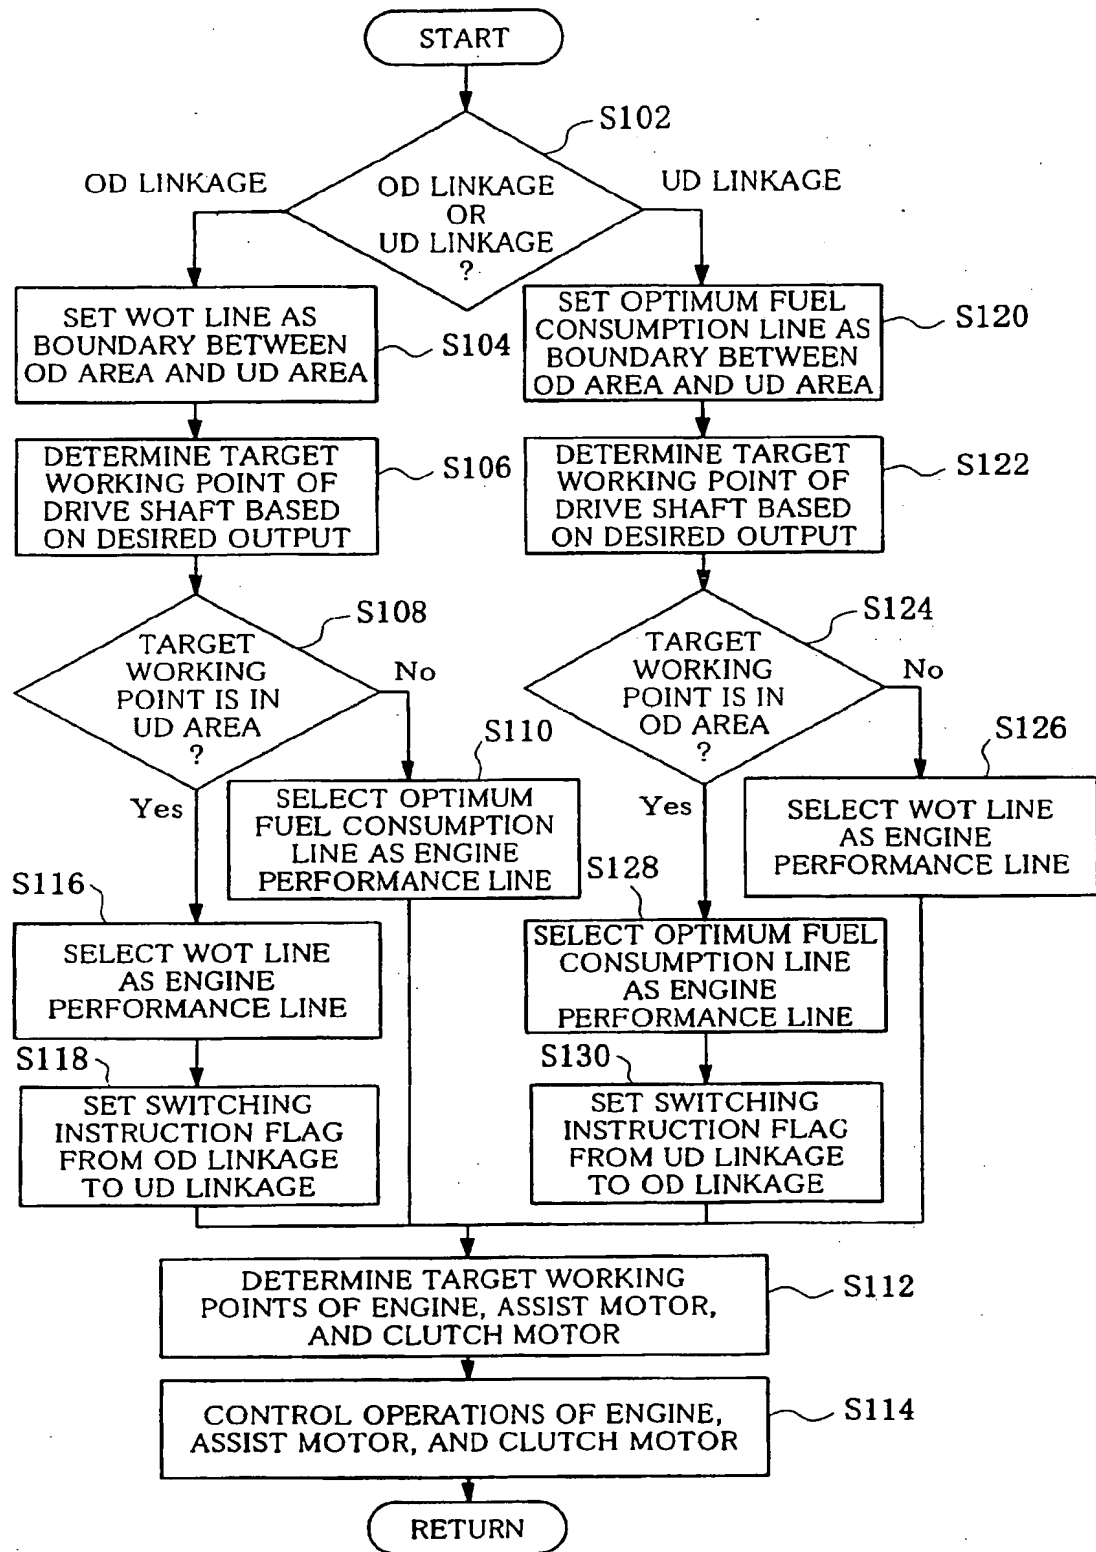 START
S102
OD LINKAGE
OD LINKAGE
OR
UD LINKAGE
?
UD LINKAGE
SET WOT LINE AS
BOUNDARY BETWEEN
OD AREA AND UD AREA
S104
SET OPTIMUM FUEL
CONSUMPTION LINE AS
BOUNDARY BETWEEN
OD AREA AND UD AREA
S120
DETERMINE TARGET
WORKING POINT OF
DRIVE SHAFT BASED
ON DESIRED OUTPUT
S106
DETERMINE TARGET
WORKING POINT OF
DRIVE SHAFT BASED
ON DESIRED OUTPUT
S122
S108
TARGET
WORKING
POINT IS IN
UD AREA
?
No
Yes
S124
TARGET
WORKING
POINT IS IN
OD AREA
?
No
Yes
S110
SELECT OPTIMUM
FUEL CONSUMPTION
LINE AS ENGINE
PERFORMANCE LINE
S126
SELECT WOT LINE
AS ENGINE
PERFORMANCE LINE
S116
SELECT WOT LINE
AS ENGINE
PERFORMANCE LINE
S128
SELECT OPTIMUM FUEL
CONSUMPTION LINE
AS ENGINE
PERFORMANCE LINE
S118
SET SWITCHING
INSTRUCTION FLAG
FROM OD LINKAGE
TO UD LINKAGE
S130
SET SWITCHING
INSTRUCTION FLAG
FROM UD LINKAGE
TO OD LINKAGE
DETERMINE TARGET WORKING
POINTS OF ENGINE, ASSIST MOTOR,
AND CLUTCH MOTOR
S112
CONTROL OPERATIONS OF ENGINE,
ASSIST MOTOR, AND CLUTCH MOTOR
S114
RETURN